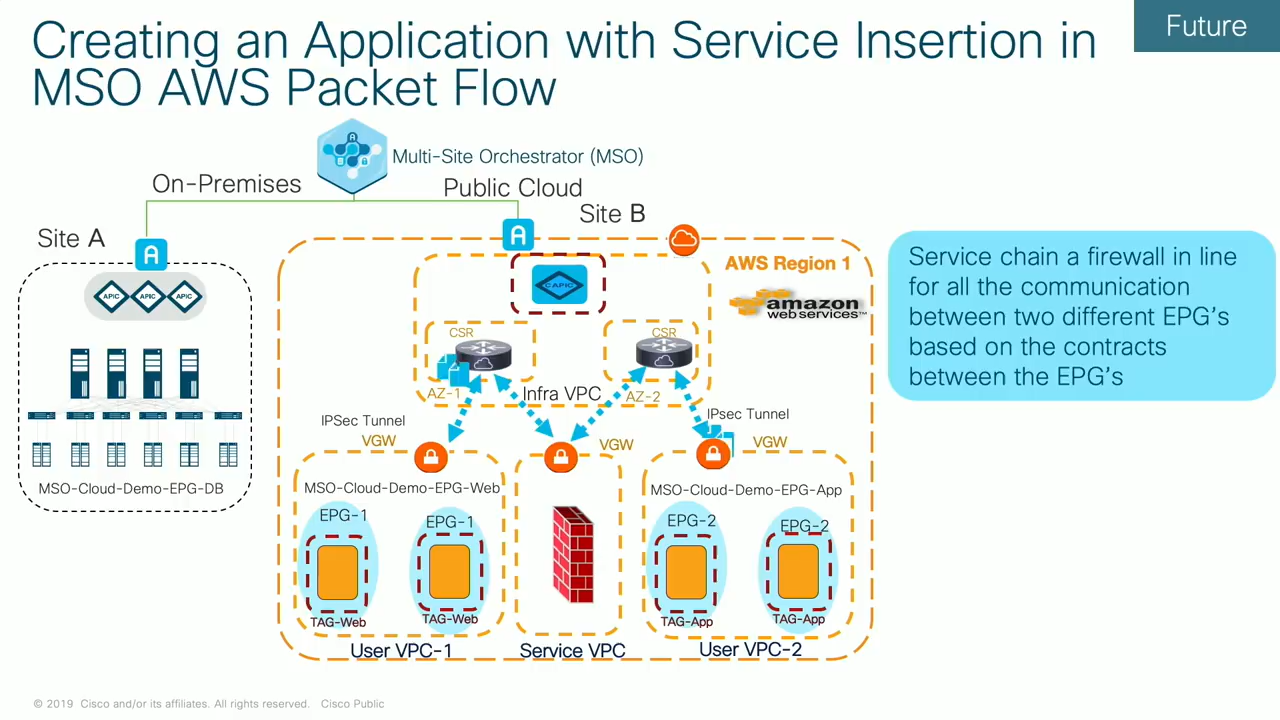 Creating an Application with Service Insertion in
MSO AWS Packet Flow
Future
Multi-Site Orchestrator (MSO)
On-Premises
Public Cloud
Site A
Site B
A
A
A
APIC
APIC
APIC
MSO-Cloud-Demo-EPG-DB
AWS Region 1
amazon
web services™
C APIC
CSR
CSR
AZ-1
Infra VPC
AZ-2
IPSec Tunnel
VGW
VGW
IPsec Tunnel
VGW
MSO-Cloud-Demo-EPG-Web
EPG-1
EPG-1
TAG-Web
TAG-Web
User VPC-1
Service VPC
MSO-Cloud-Demo-EPG-App
EPG-2
EPG-2
TAG-App
TAG-App
User VPC-2
Service chain a firewall in line
for all the communication
between two different EPG's
based on the contracts
between the EPG's
© 2019 Cisco and/or its affiliates. All rights reserved. Cisco Public